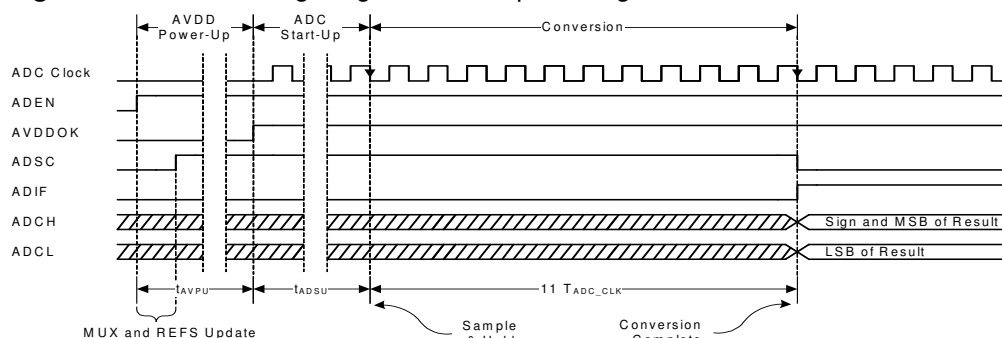 AVDD
Power-Up
ADC
Start-Up
Conversion
ADC Clock
ADEN
AVDDOK
ADSC
ADIF
ADCH
Sign and MSB of Result
ADCL
LSB of Result
tAVPU
tADSU
11 TADC_CLK
MUX and REFS Update
Sample
Conversion